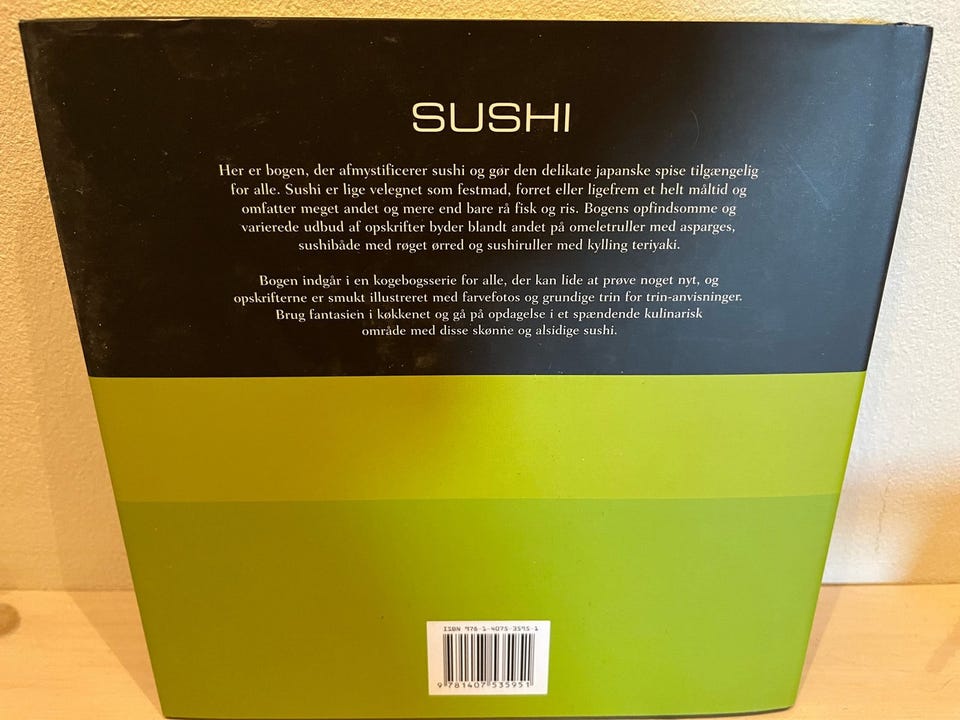 SUSHI
Her er bogen, der afmystificerer sushi og gør den delikate japanske spise tilgængelig
for alle. Sushi er lige velegnet som festmad, forret eller ligefrem et helt måltid og
omfatter meget andet og mere end bare rå fisk og ris. Bogens opfindsomme og
varierede udbud af opskrifter byder blandt andet på omeletruller med asparges,
sushibåde med røget ørred og sushiruller med kylling teriyaki.
Bogen indgår i en kogebogsserie for alle, der kan lide at prøve noget nyt, og
opskrifterne er smukt illustreret med farvefotos og grundige trin for trin-anvisninger.
Brug fantasien i køkkenet og gå på opdagelse i et spændende kulinarisk
område med disse skønne og alsidige sushi.
ISBN 978-1-4075-3595-1
9 781407 535951